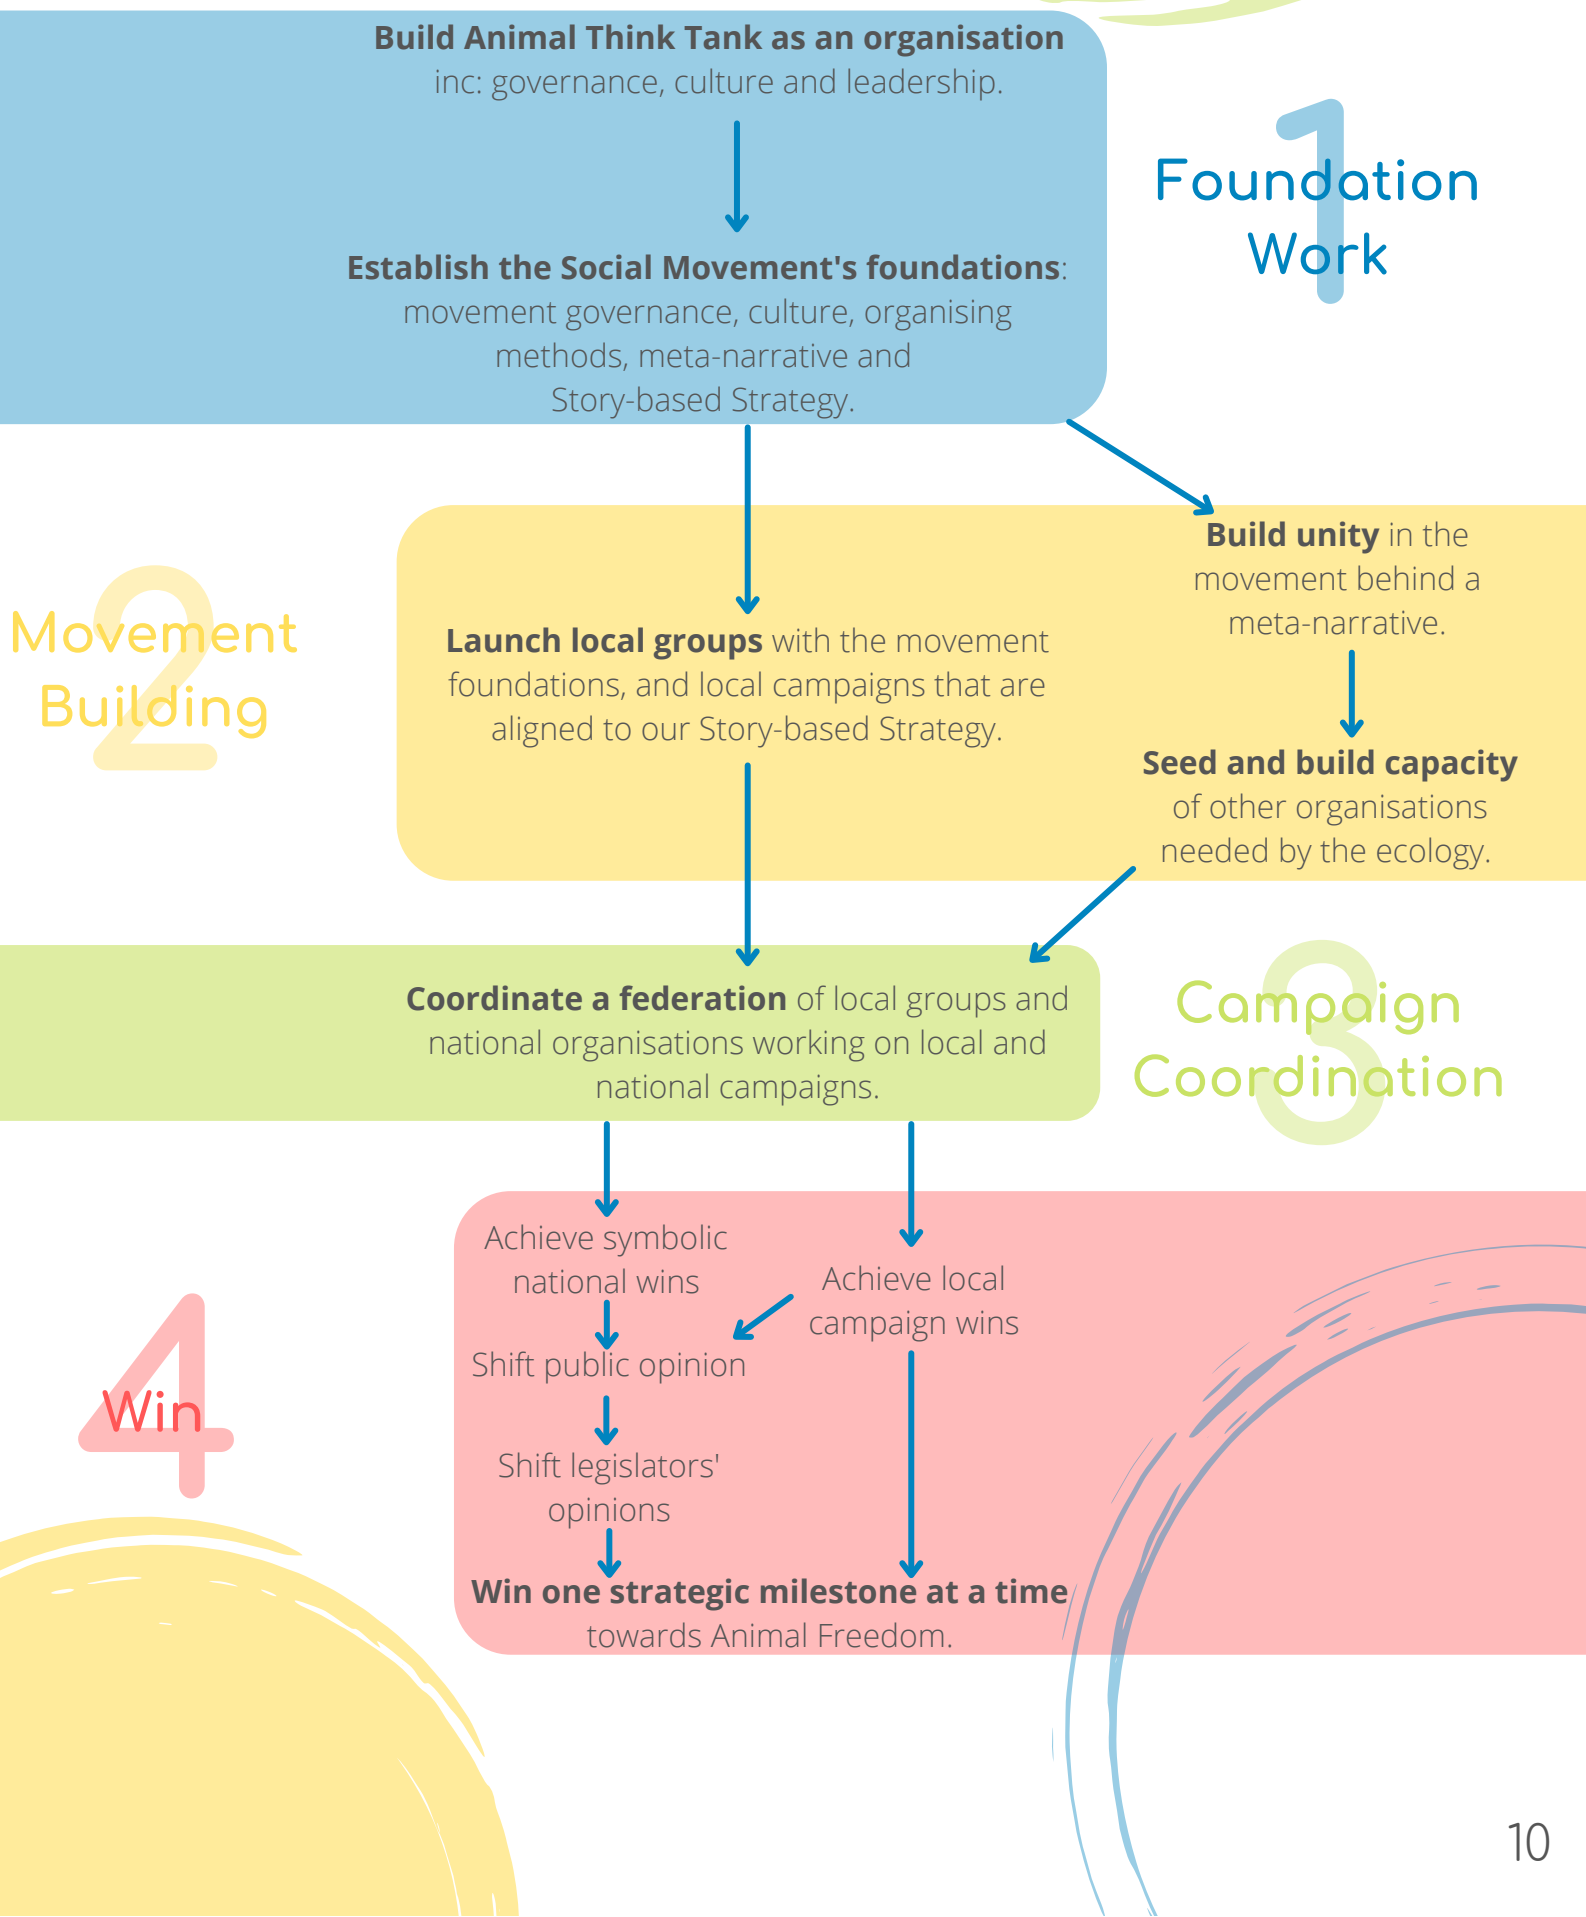 Build Animal Think Tank as an organisation
inc: governance, culture and leadership.
1
Foundation
Work
Establish the Social Movement's foundations:
movement governance, culture, organising
methods, meta-narrative and
Story-based Strategy.
2
Movement
Building
Launch local groups with the movement
foundations, and local campaigns that are
aligned to our Story-based Strategy.
Build unity in the
movement behind a
meta-narrative.
Seed and build capacity
of other organisations
needed by the ecology.
3
Campaign
Coordination
Coordinate a federation of local groups and
national organisations working on local and
national campaigns.
4
Win
Achieve symbolic
national wins
Achieve local
campaign wins
Shift public opinion
Shift legislators'
opinions
Win one strategic milestone at a time
towards Animal Freedom.
10